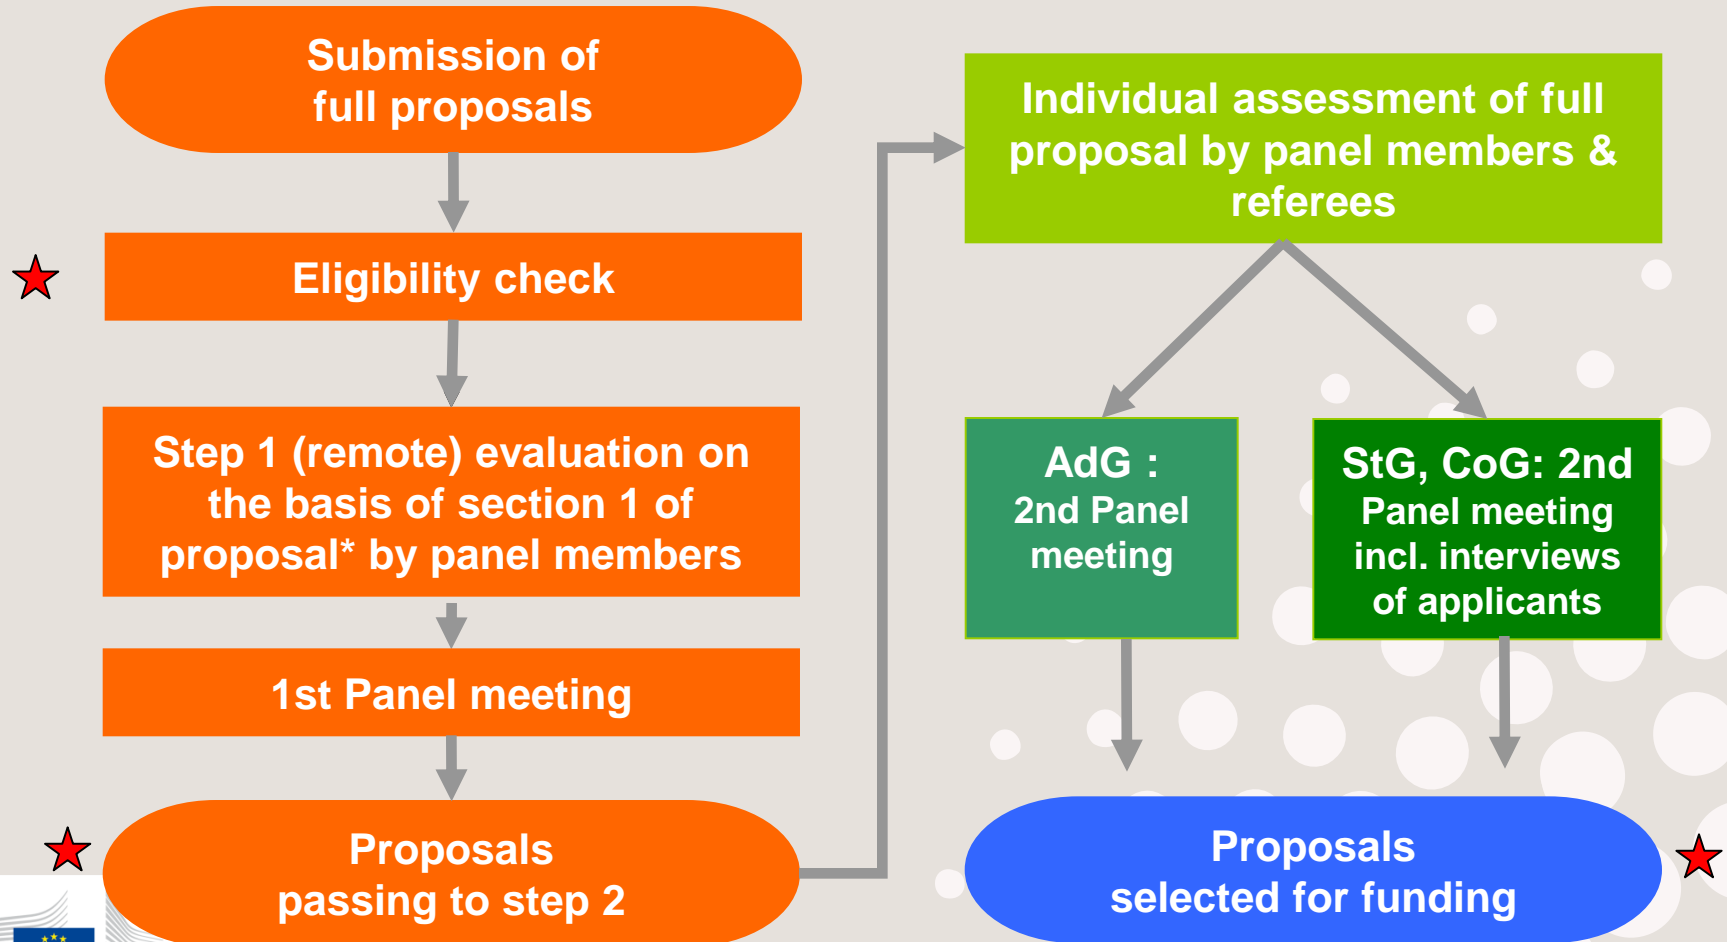 Submission of
full proposals
Eligibility check
Step 1 (remote) evaluation on
the basis of section 1 of
proposal* by panel members
1st Panel meeting
Proposals
passing to step 2
Individual assessment of full
proposal by panel members &
referees
AdG :
2nd Panel
meeting
StG, CoG: 2nd
Panel meeting
incl. interviews
of applicants
Proposals
selected for funding